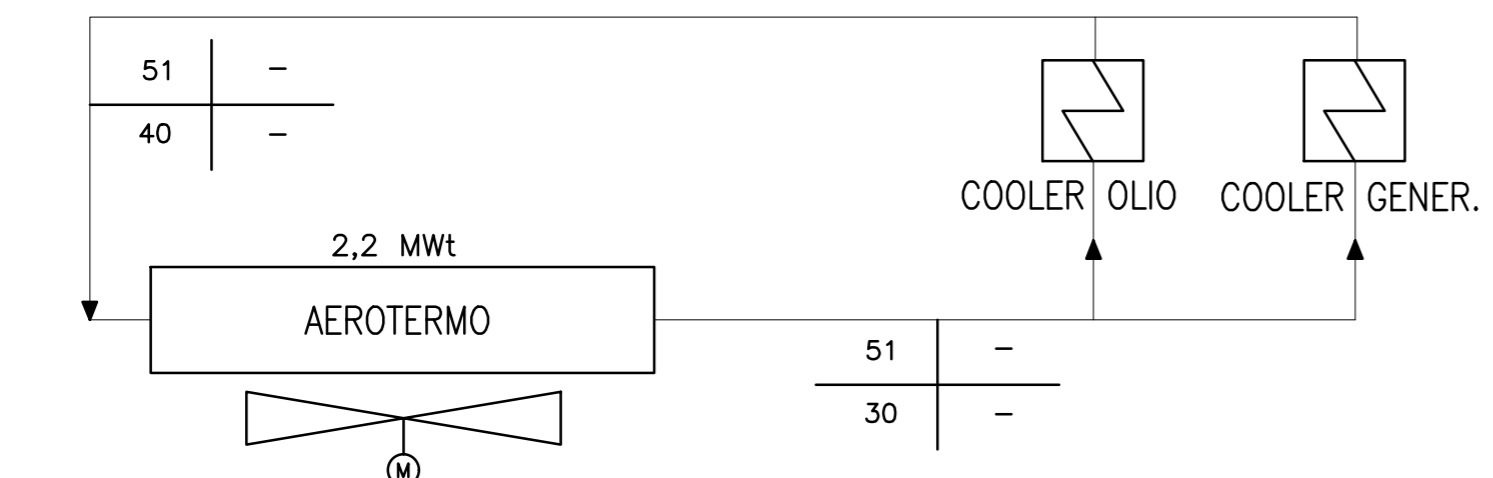 51 –
40 –
COOLER OLIO
COOLER GENER.
2,2 MWt
AEROTERMO
51 –
30 –
M